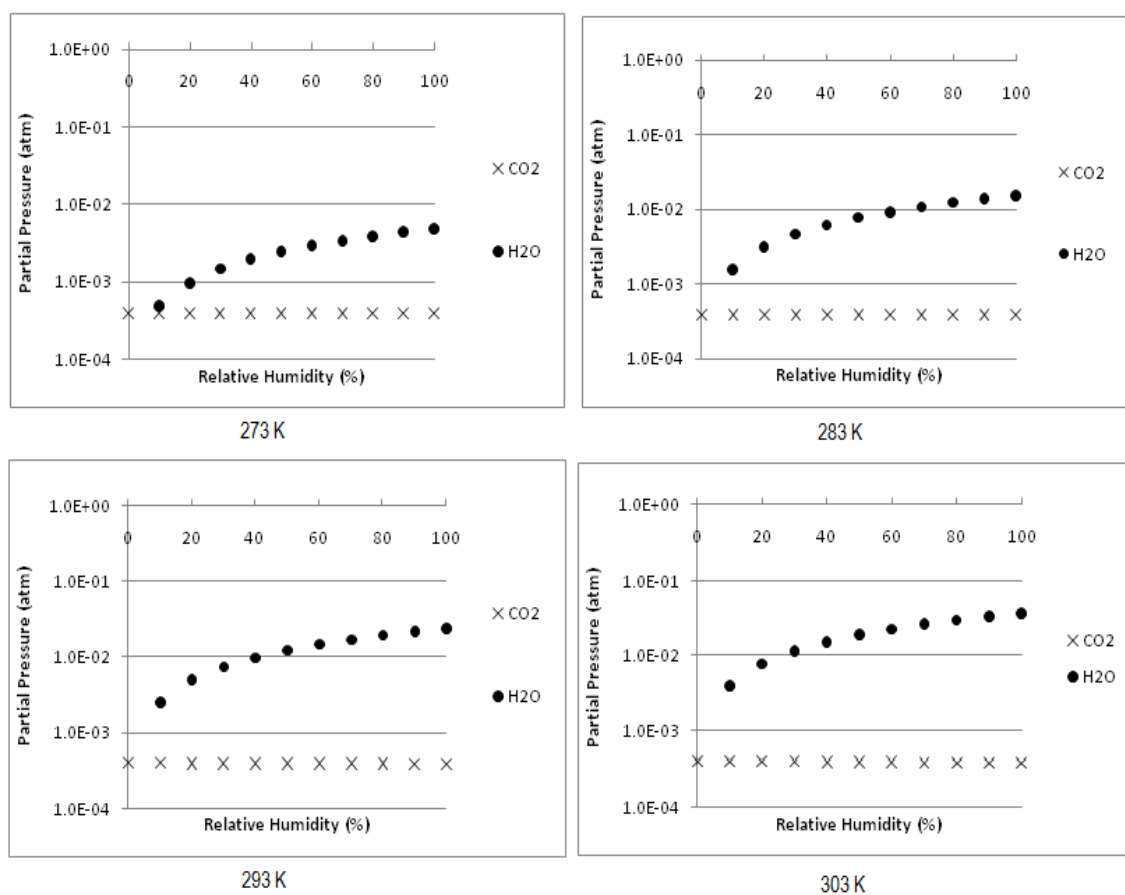 1.0E+00
0 20 40 60 80 100
1.0E-01
1.0E-02
1.0E-03
1.0E-04
Partial Pressure (atm)
Relative Humidity (%)
CO2
H2O
273 K
1.0E+00
0 20 40 60 80 100
1.0E-01
1.0E-02
1.0E-03
1.0E-04
Partial Pressure (atm)
Relative Humidity (%)
CO2
H2O
283 K
1.0E+00
0 20 40 60 80 100
1.0E-01
1.0E-02
1.0E-03
1.0E-04
Partial Pressure (atm)
Relative Humidity (%)
CO2
H2O
293 K
1.0E+00
0 20 40 60 80 100
1.0E-01
1.0E-02
1.0E-03
1.0E-04
Partial Pressure (atm)
Relative Humidity (%)
CO2
H2O
303 K